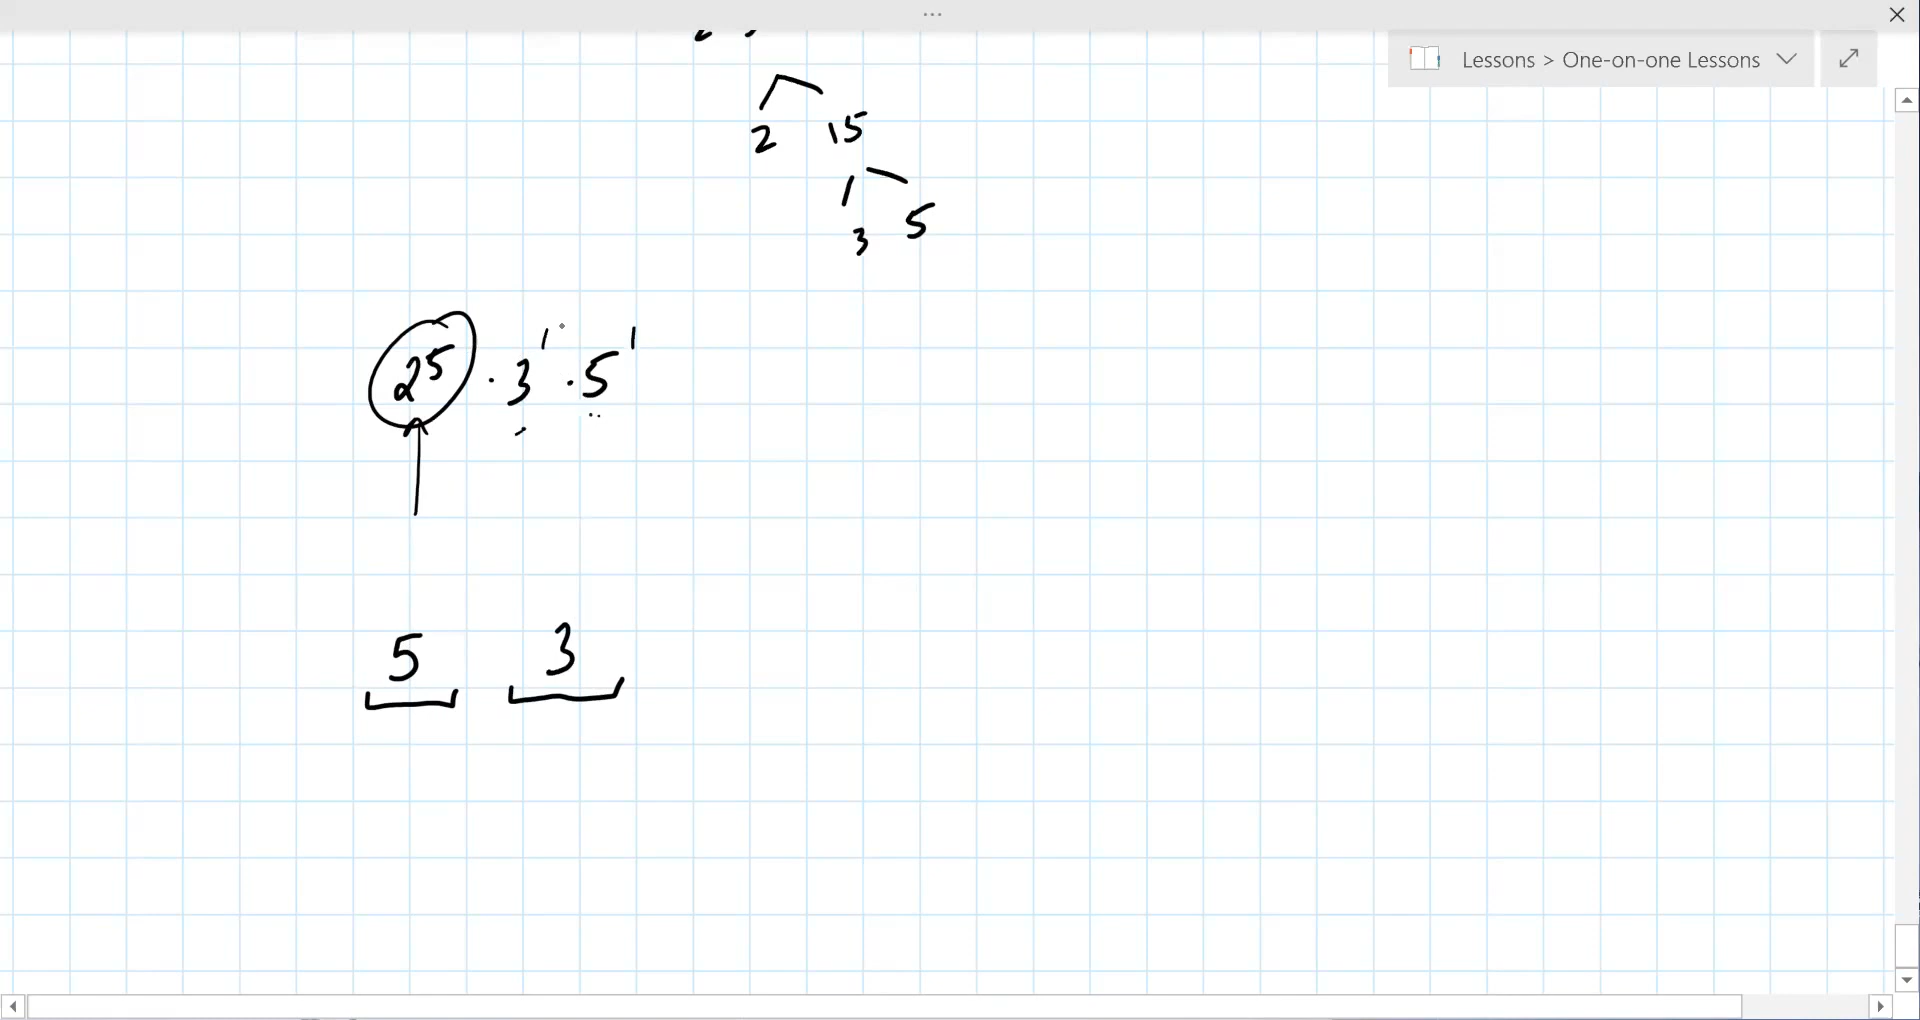 Lessons > One-on-one Lessons
2 15
3 5
2⁵ · 3¹ · 5¹
5 3